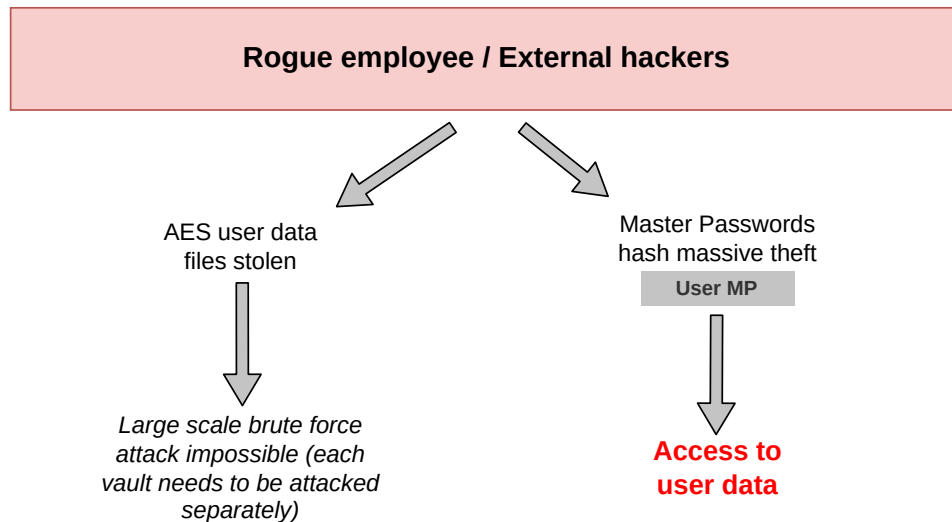 Rogue employee / External hackers
AES user data
files stolen
Master Passwords
hash massive theft
User MP
Large scale brute force
attack impossible (each
vault needs to be attacked
separately)
Access to
user data